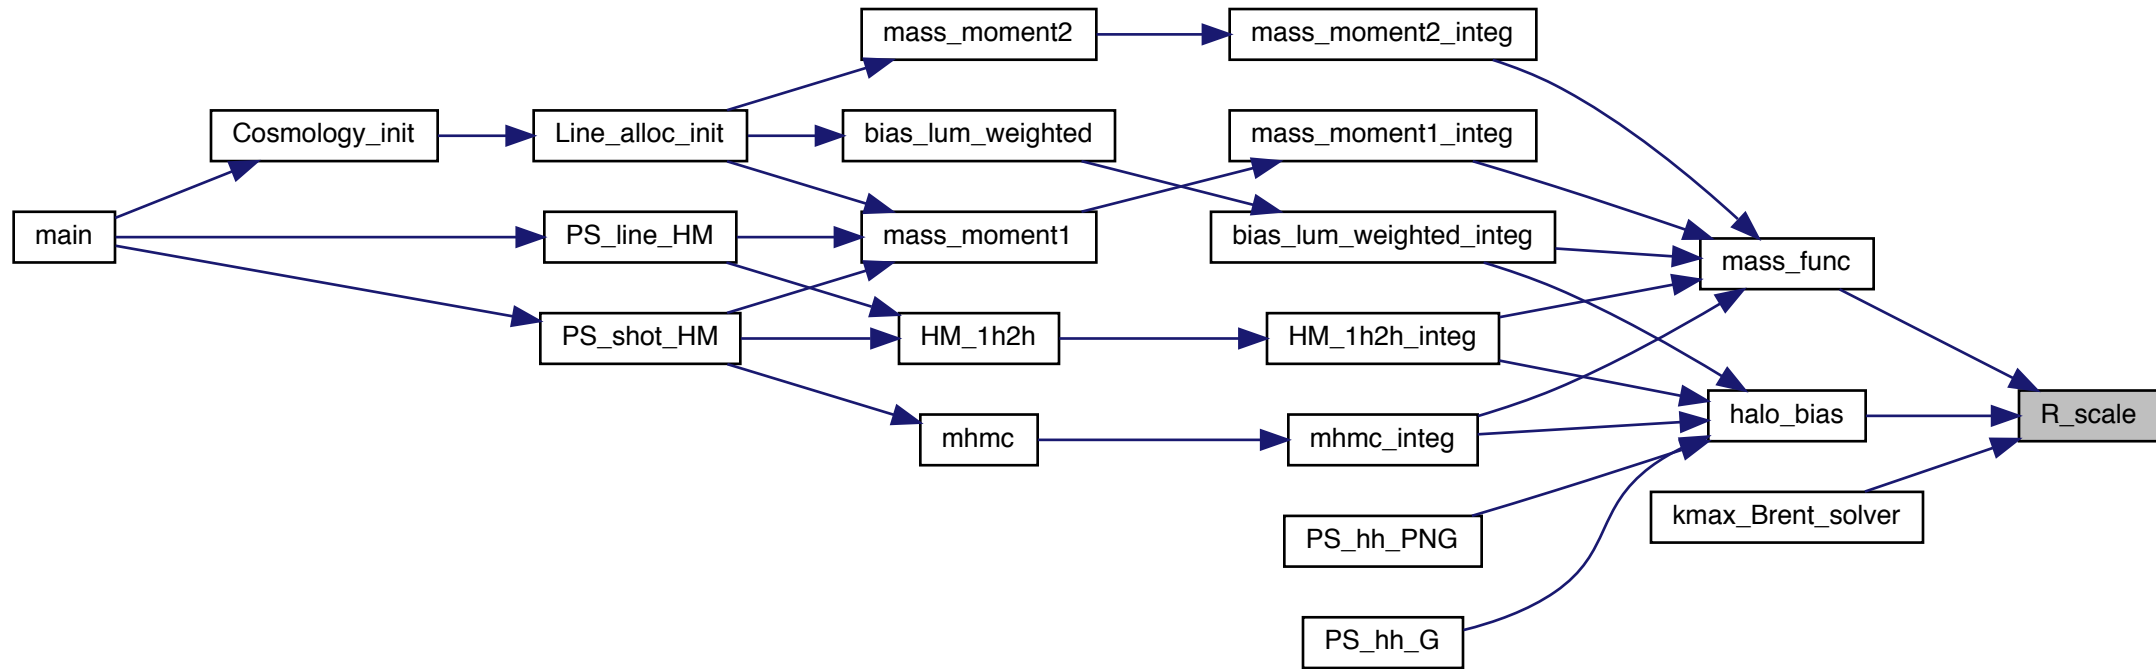 mass_moment2
mass_moment2_integ
Cosmology_init
Line_alloc_init
bias_lum_weighted
mass_moment1_integ
main
PS_line_HM
mass_moment1
bias_lum_weighted_integ
mass_func
PS_shot_HM
HM_1h2h
HM_1h2h_integ
halo_bias
R_scale
mhmc
mhmc_integ
kmax_Brent_solver
PS_hh_PNG
PS_hh_G